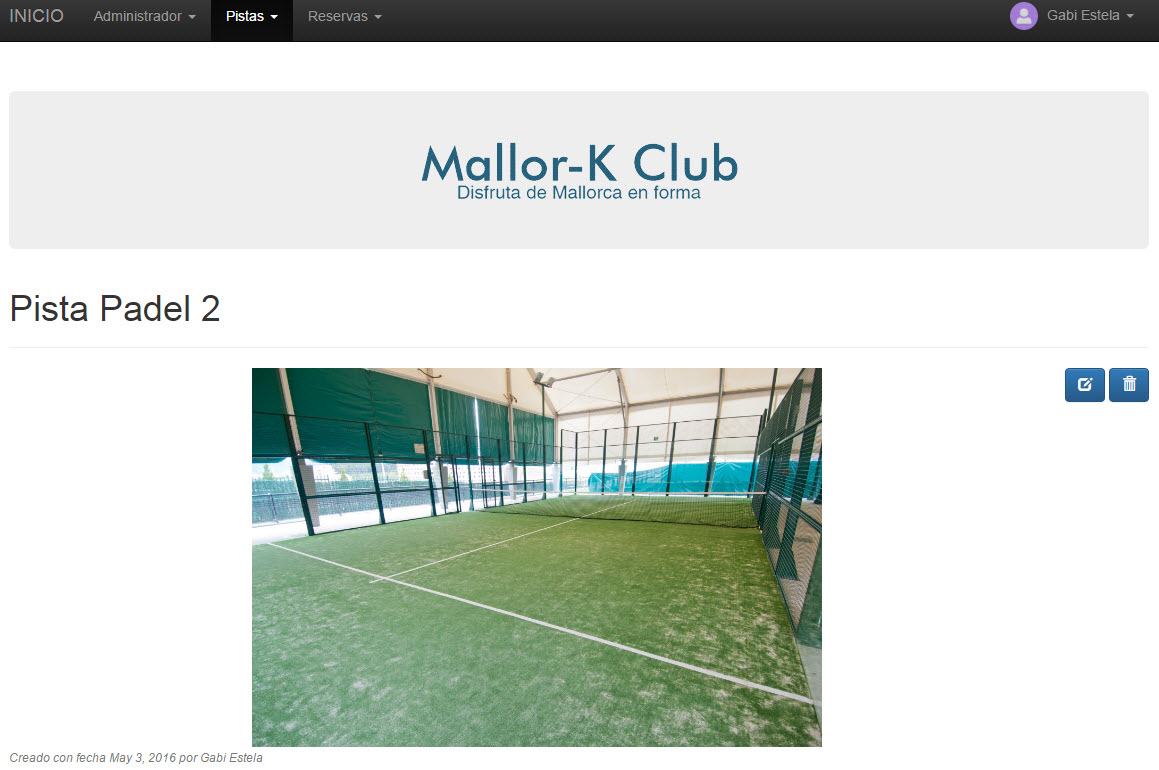 INICIO Administrador Pistas Reservas Gabi Estela
Mallor-K Club
Disfruta de Mallorca en forma
Pista Padel 2
Creado con fecha May 3, 2016 por Gabi Estela